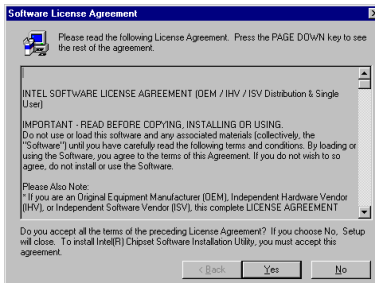 Software License Agreement
Please read the following License Agreement. Press the PAGE DOWN key to see
the rest of the agreement.
INTEL SOFTWARE LICENSE AGREEMENT (OEM / IHV / ISV Distribution & Single
User)
IMPORTANT - READ BEFORE COPYING, INSTALLING OR USING.
Do not use or load this software and any associated materials (collectively, the
"Software") until you have carefully read the following terms and conditions. By loading or
using the Software, you agree to the terms of this Agreement. If you do not wish to so
agree, do not install or use the Software.
Please Also Note:
* If you are an Original Equipment Manufacturer (OEM), Independent Hardware Vendor
(IHV), or Independent Software Vendor (ISV), this complete LICENSE AGREEMENT
Do you accept all the terms of the preceding License Agreement? If you choose No, Setup
will close. To install Intel(R) Chipset Software Installation Utility, you must accept this
agreement.
< Back Yes No